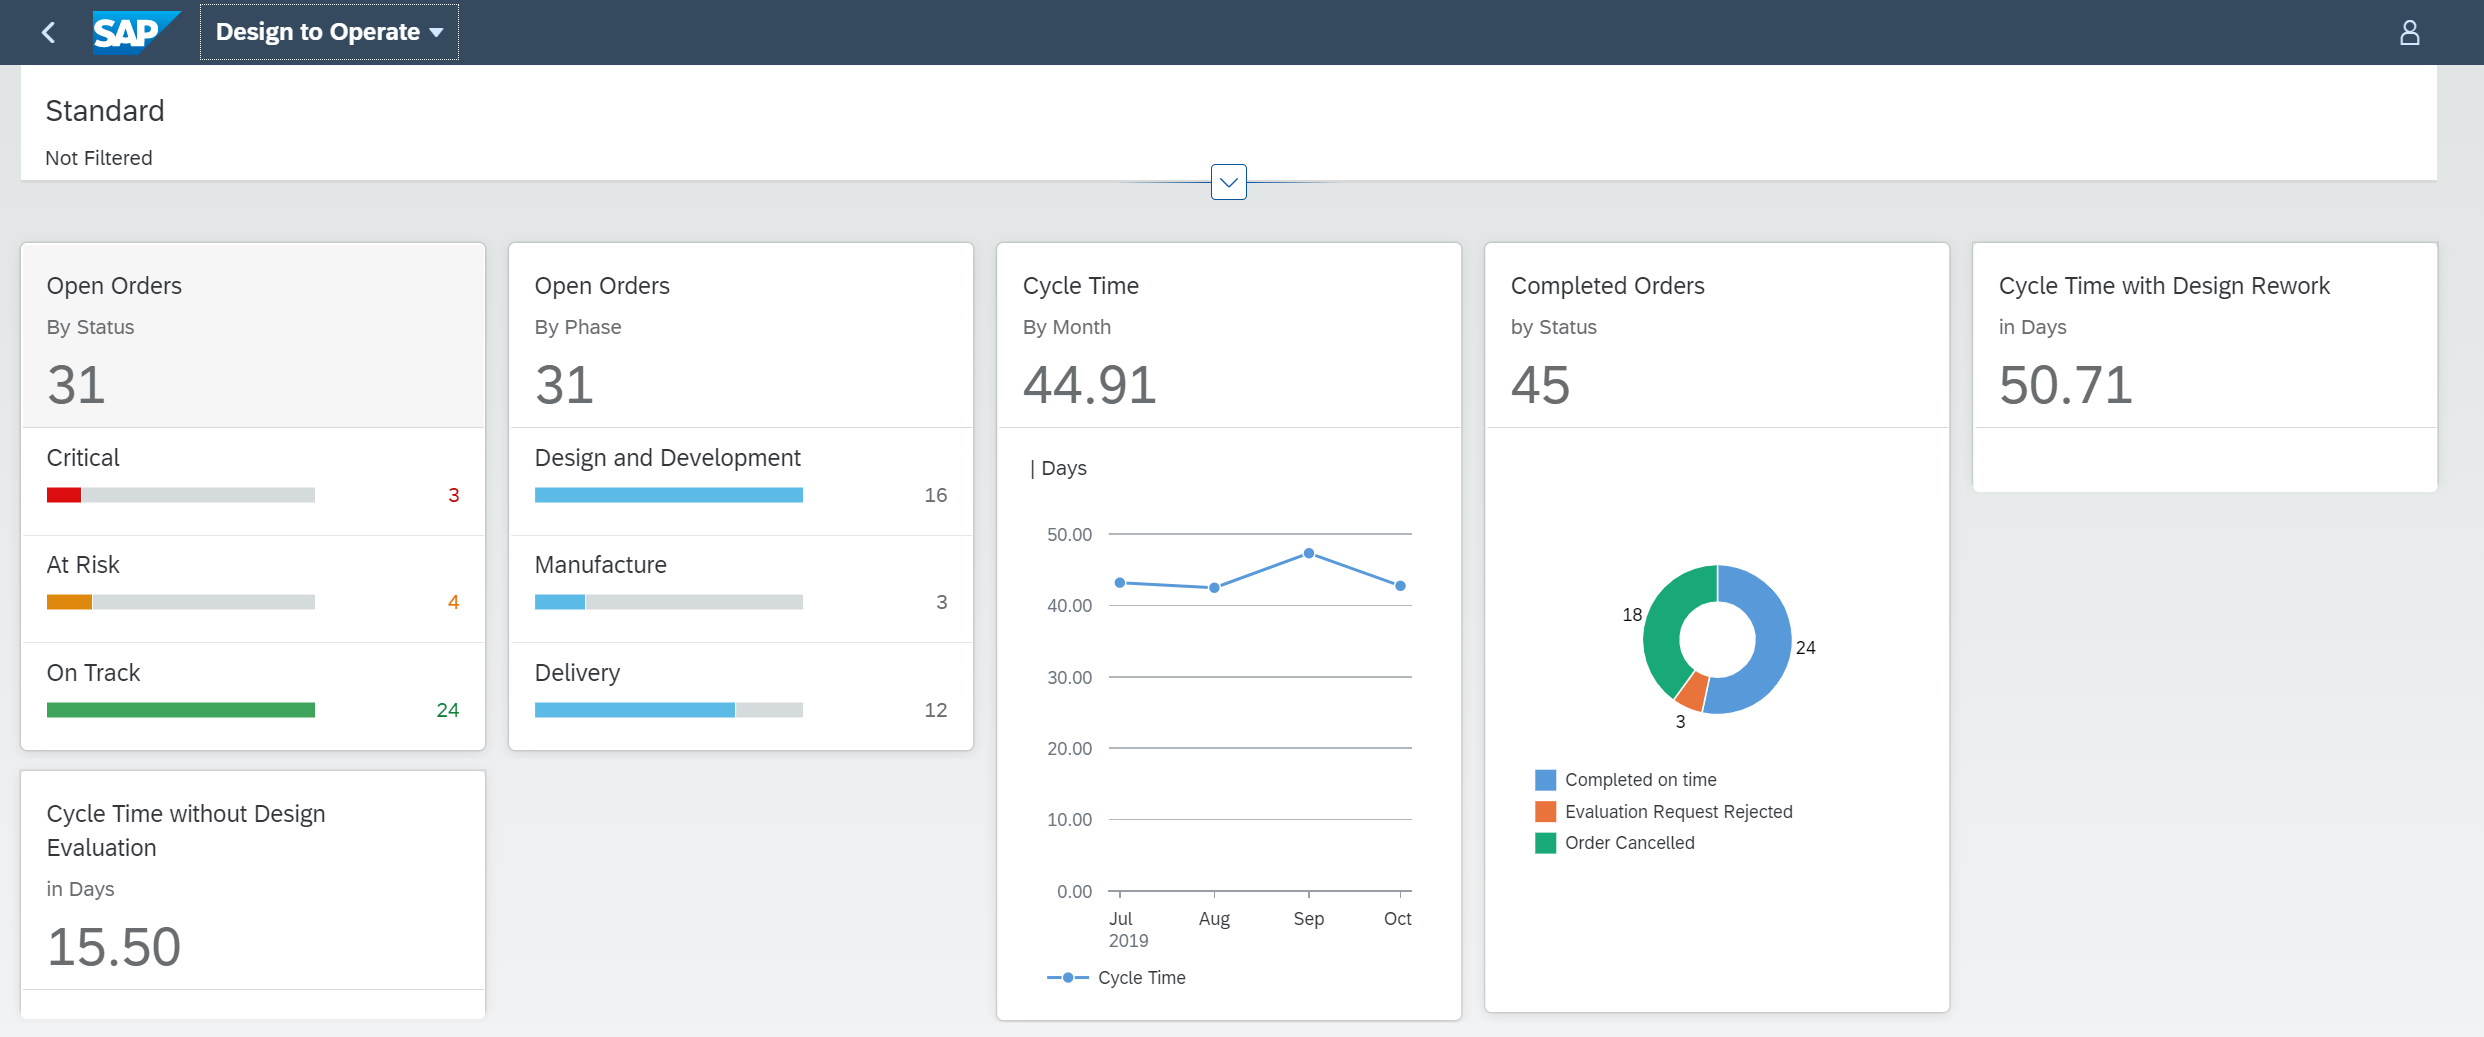 SAP
Design to Operate
Standard
Not Filtered
Open Orders
By Status
31
Critical
3
At Risk
4
On Track
24
Open Orders
By Phase
31
Design and Development
16
Manufacture
3
Delivery
12
Cycle Time
By Month
44.91
| Days
50.00
40.00
30.00
20.00
10.00
0.00
Jul Aug Sep Oct
2019
Cycle Time
Completed Orders
by Status
45
18
24
3
Completed on time
Evaluation Request Rejected
Order Cancelled
Cycle Time with Design Rework
in Days
50.71
Cycle Time without Design
Evaluation
in Days
15.50